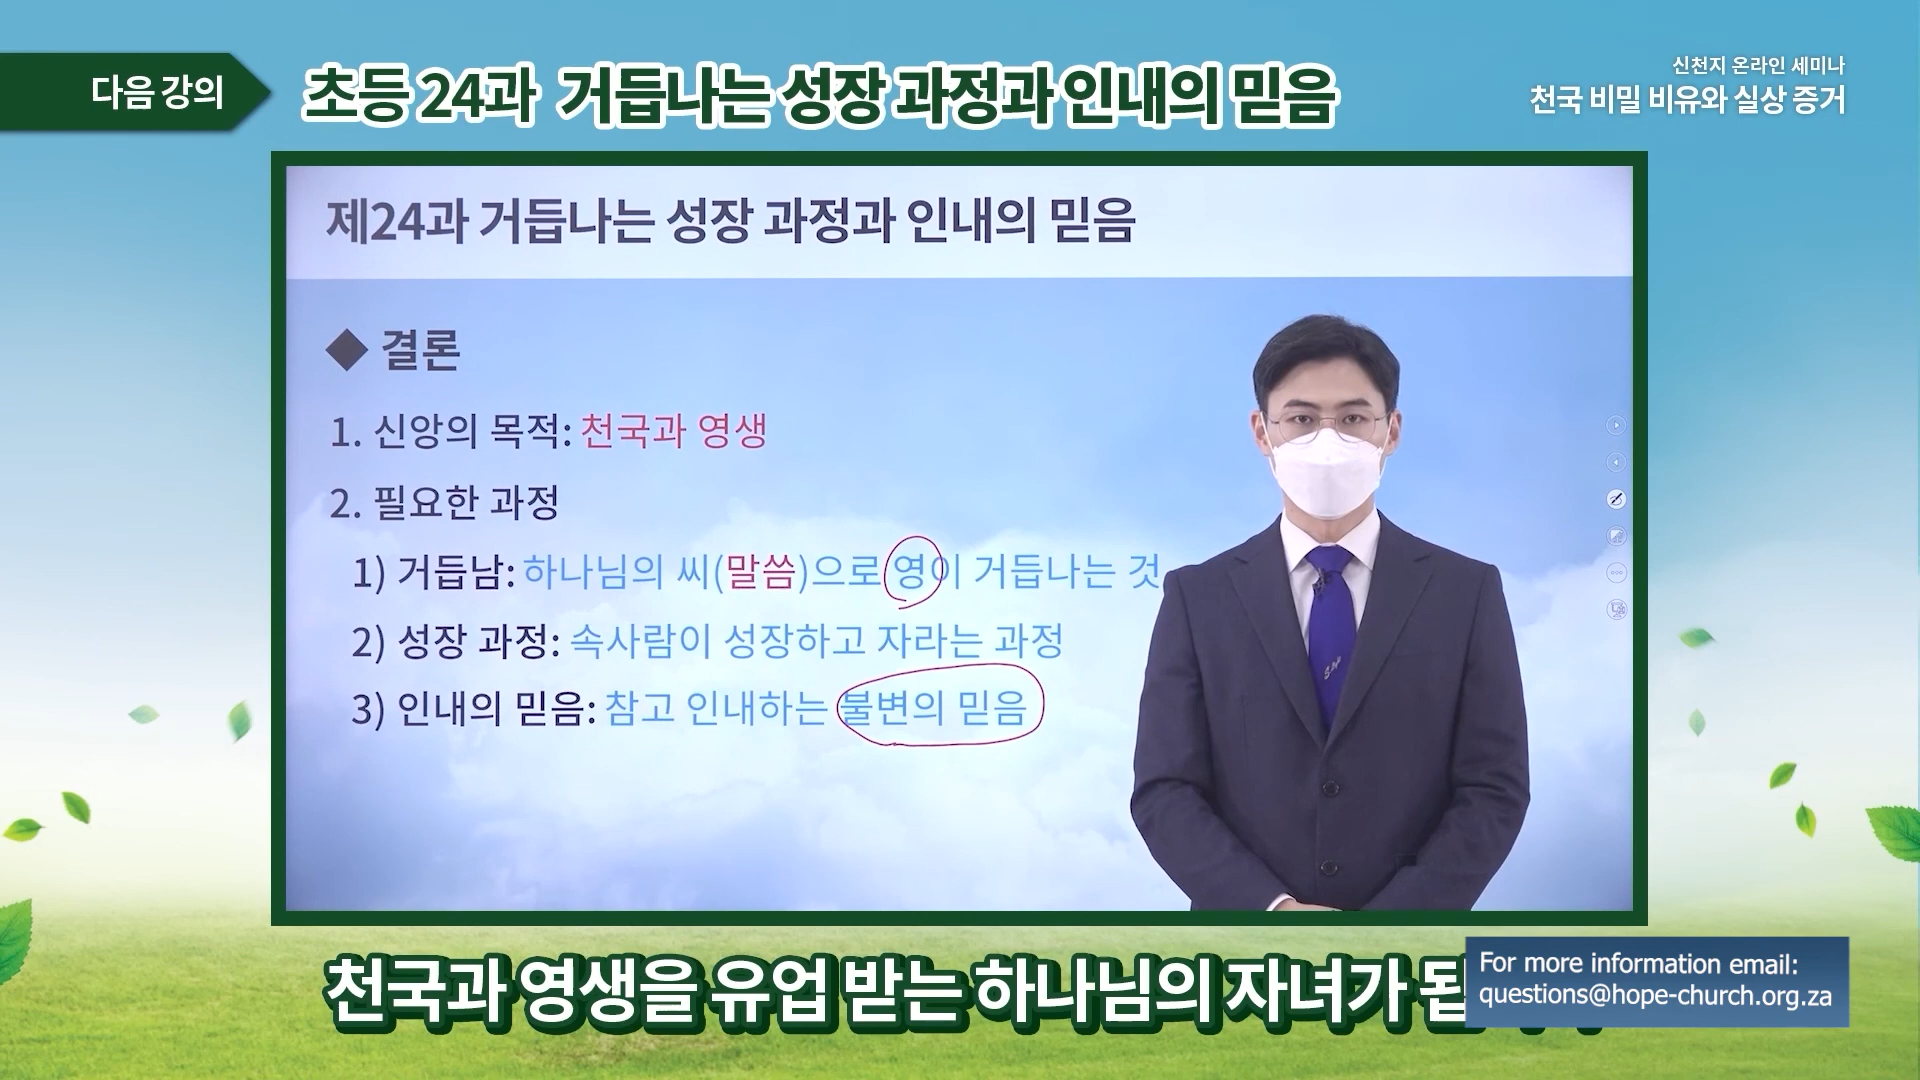 다음 강의
초등 24과 거듭나는 성장 과정과 인내의 믿음
신천지 온라인 세미나
천국 비밀 비유와 실상 증거
제24과 거듭나는 성장 과정과 인내의 믿음
◆ 결론
1. 신앙의 목적: 천국과 영생
2. 필요한 과정
1) 거듭남: 하나님의 씨(말씀)으로 영이 거듭나는 것
2) 성장 과정: 속사람이 성장하고 자라는 과정
3) 인내의 믿음: 참고 인내하는 불변의 믿음
천국과 영생을 유업 받는 하나님의 자녀가
For more information email:
questions@hope-church.org.za